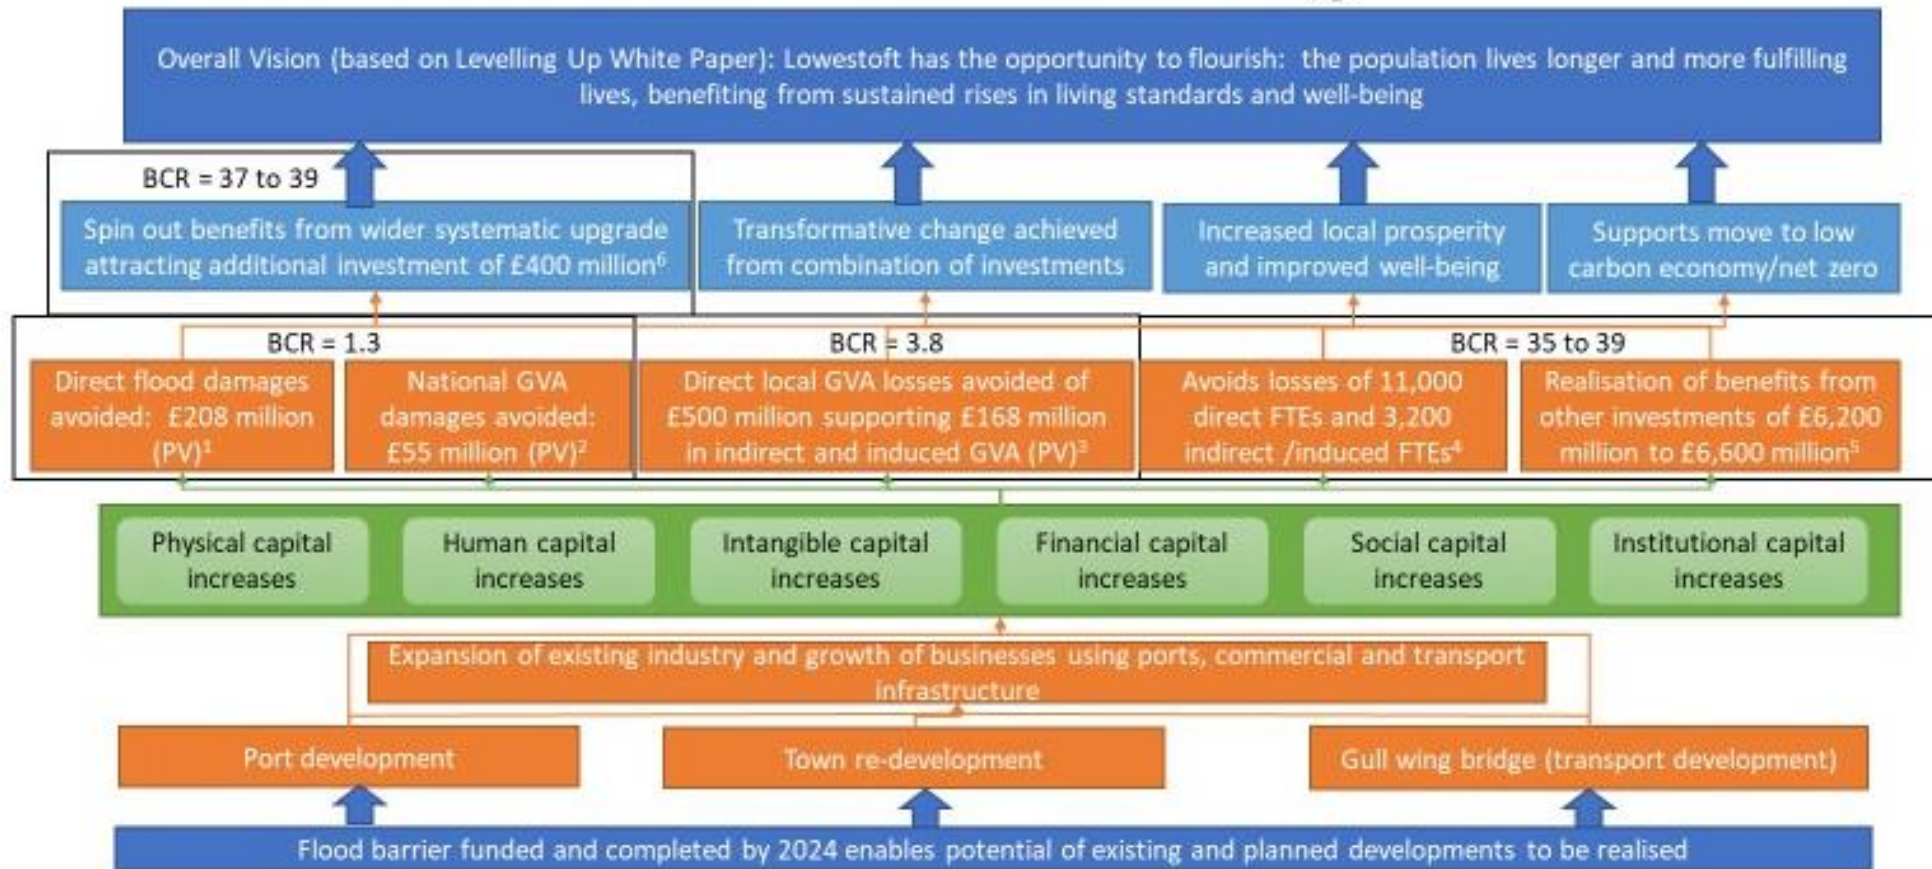 Overall Vision (based on Levelling Up White Paper): Lowestoft has the opportunity to flourish: the population lives longer and more fulfilling
lives, benefiting from sustained rises in living standards and well-being
BCR = 37 to 39
Spin out benefits from wider systematic upgrade
attracting additional investment of £400 million⁶
Transformative change achieved
from combination of investments
Increased local prosperity
and improved well-being
Supports move to low
carbon economy/net zero
BCR = 1.3
BCR = 3.8
BCR = 35 to 39
Direct flood damages
avoided: £208 million
(PV)¹
National GVA
damages avoided:
£55 million (PV)²
Direct local GVA losses avoided of
£500 million supporting £168 million
in indirect and induced GVA (PV)³
Avoids losses of 11,000
direct FTEs and 3,200
indirect /induced FTEs⁴
Realisation of benefits from
other investments of £6,200
million to £6,600 million⁵
Physical capital
increases
Human capital
increases
Intangible capital
increases
Financial capital
increases
Social capital
increases
Institutional capital
increases
Expansion of existing industry and growth of businesses using ports, commercial and transport
infrastructure
Port development
Town re-development
Gull wing bridge (transport development)
Flood barrier funded and completed by 2024 enables potential of existing and planned developments to be realised